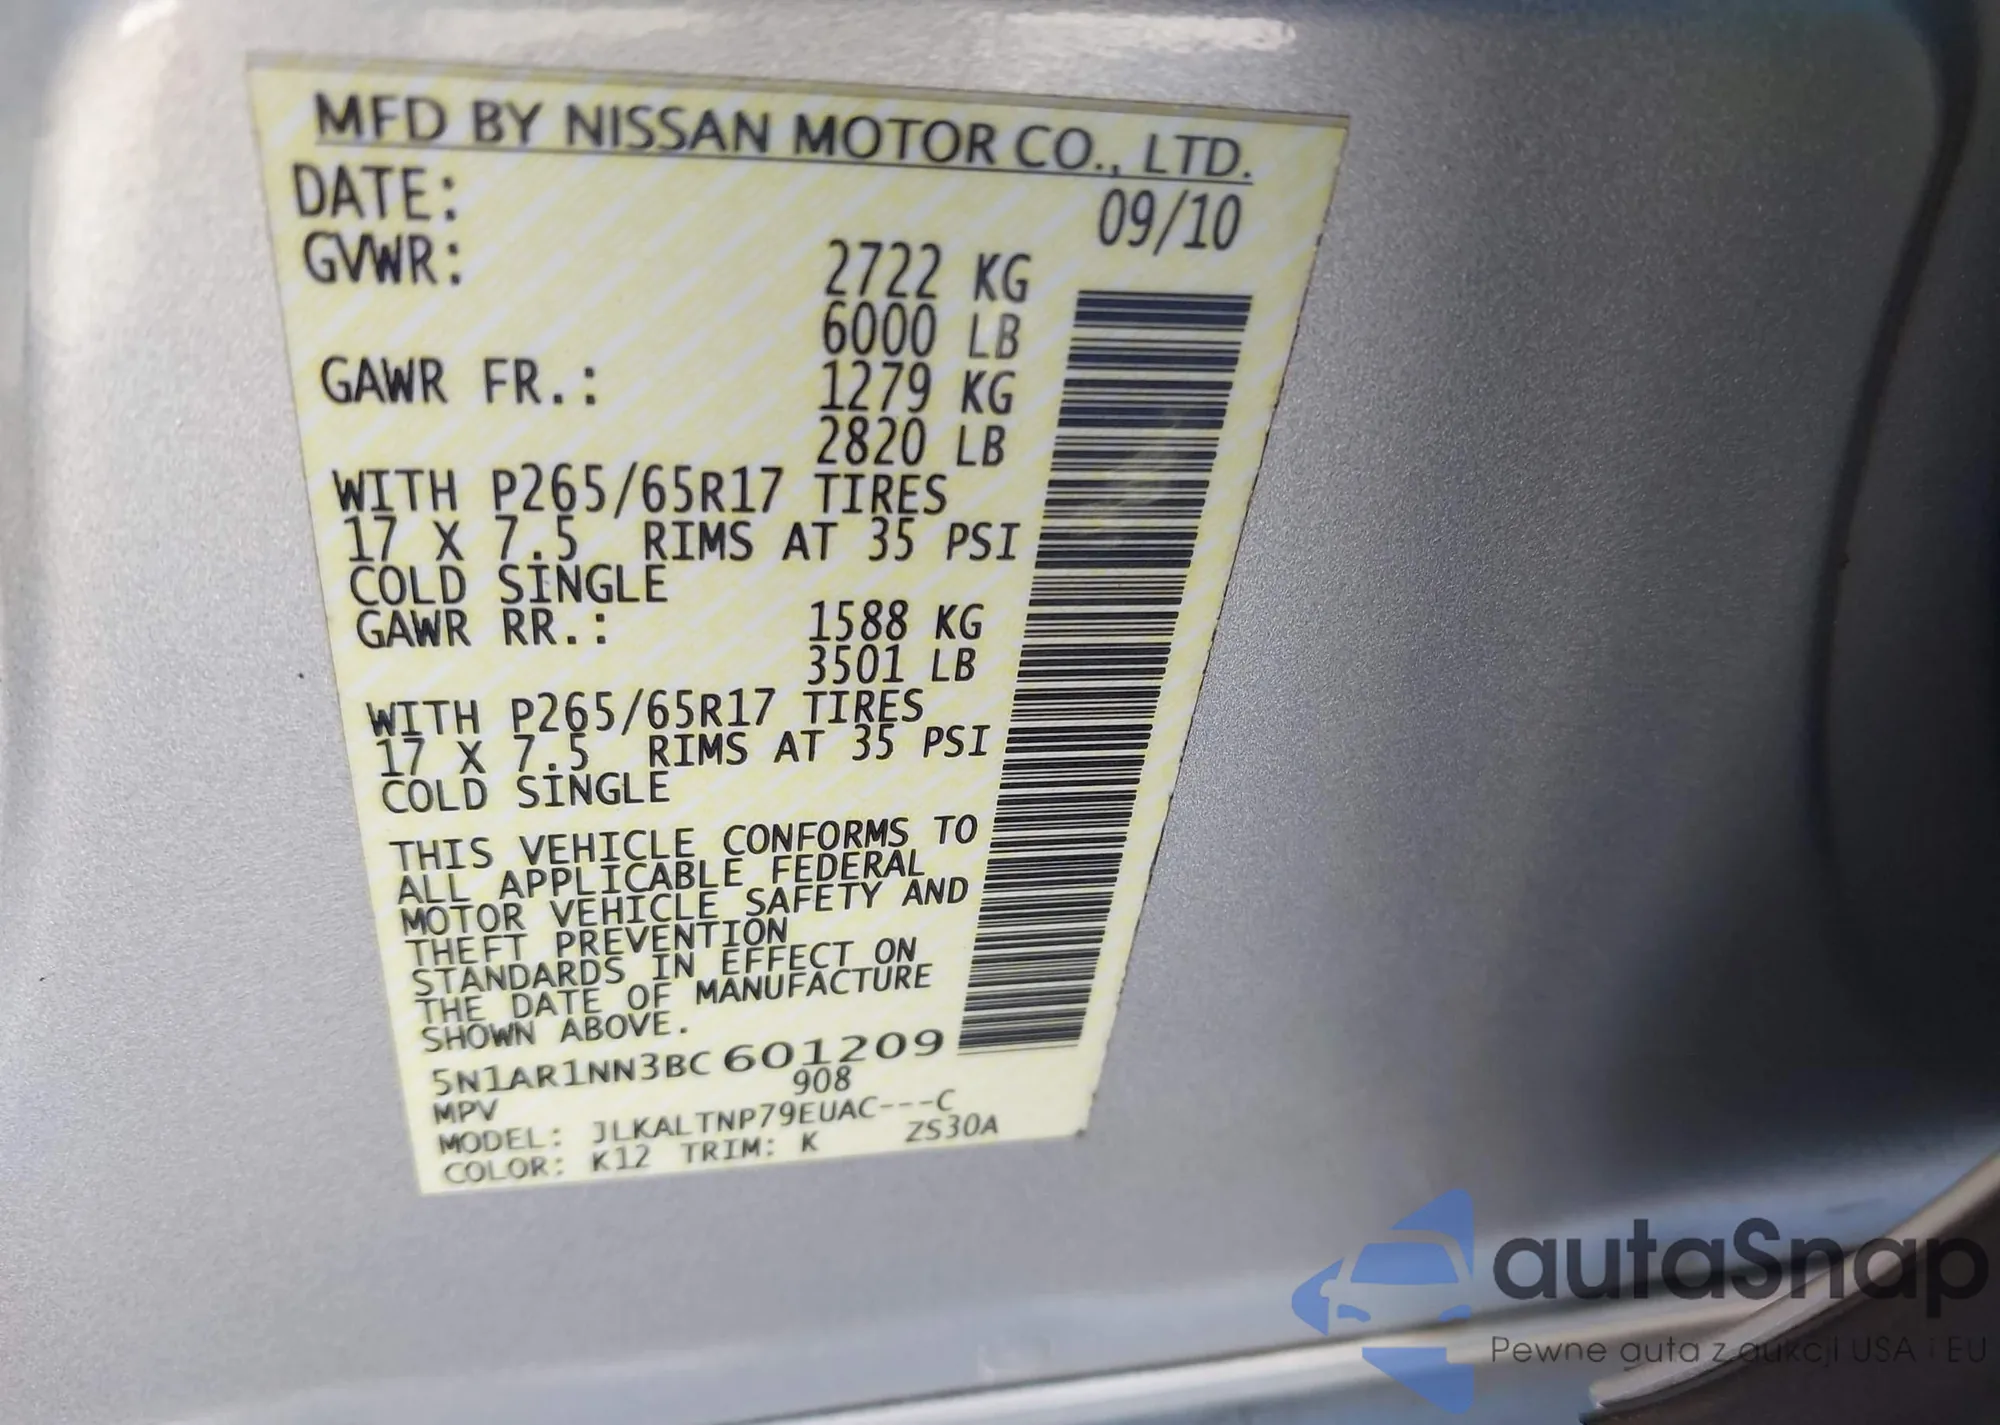 MFD BY NISSAN MOTOR CO., LTD.
DATE: 09/10
GVWR: 2722 KG
6000 LB
GAWR FR.: 1279 KG
2820 LB
WITH P265/65R17 TIRES
17 X 7.5 RIMS AT 35 PSI
COLD SINGLE
GAWR RR.: 1588 KG
3501 LB
WITH P265/65R17 TIRES
17 X 7.5 RIMS AT 35 PSI
COLD SINGLE
THIS VEHICLE CONFORMS TO
ALL APPLICABLE FEDERAL
MOTOR VEHICLE SAFETY AND
THEFT PREVENTION
STANDARDS IN EFFECT ON
THE DATE OF MANUFACTURE
SHOWN ABOVE.
5N1AR1NN3BC601209
908
MPV
MODEL: JLKALTNP79EUAC---C
COLOR: K12 TRIM: K ZS30A
autaSnap
Pewne auta z aukcji USA i EU